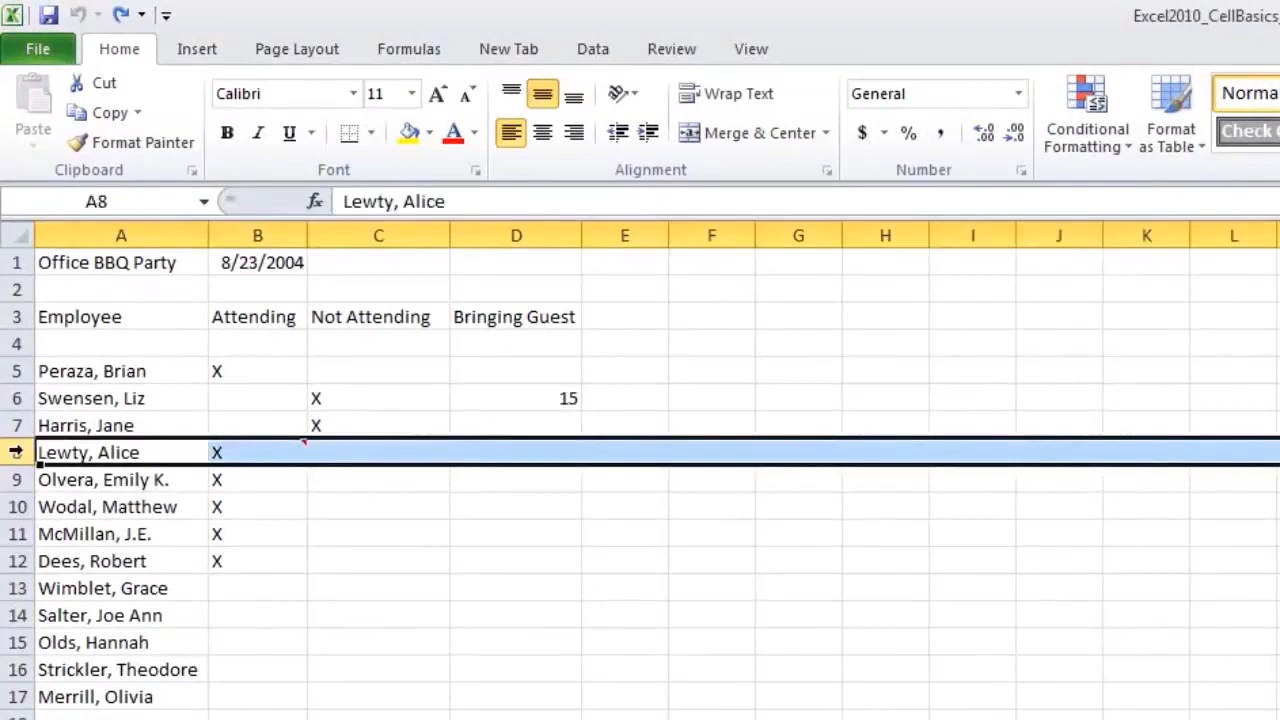 Excel2010_CellBasics
File Home Insert Page Layout Formulas New Tab Data Review View
Paste
Cut
Copy
Format Painter
Clipboard
Calibri 11
B I U A
Font
Wrap Text
Merge & Center
Alignment
General
$ % ,
Number
Conditional Formatting
Format as Table
Norma
Check
A8 fx Lewty, Alice
A B C D E F G H I J K L
1 Office BBQ Party 8/23/2004
2
3 Employee Attending Not Attending Bringing Guest
4
5 Peraza, Brian X
6 Swensen, Liz X 15
7 Harris, Jane X
Lewty, Alice X
9 Olvera, Emily K. X
10 Wodal, Matthew X
11 McMillan, J.E. X
12 Dees, Robert X
13 Wimblet, Grace
14 Salter, Joe Ann
15 Olds, Hannah
16 Strickler, Theodore
17 Merrill, Olivia